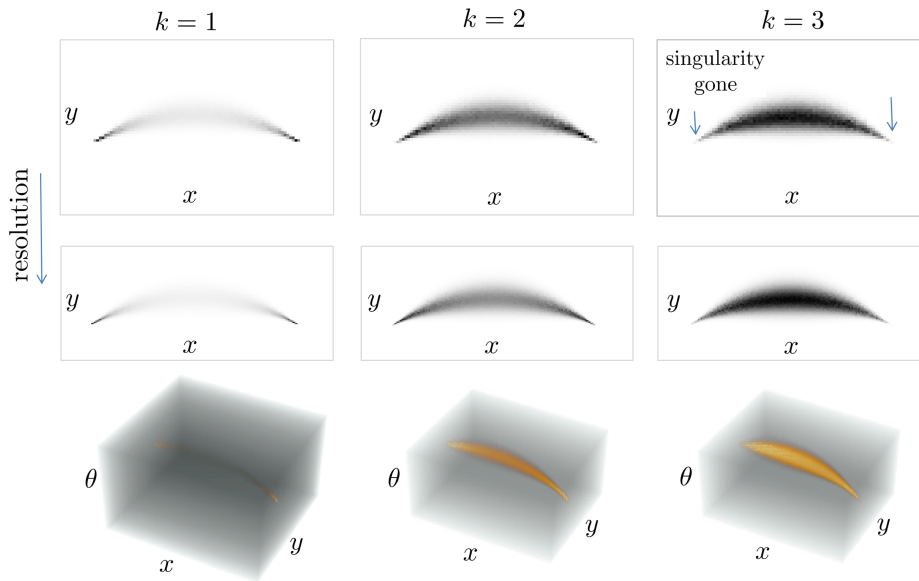 k = 1
k = 2
k = 3
singularity
gone
y
x
y
x
y
x
resolution
y
x
y
x
y
x
θ
x
y
θ
x
y
θ
x
y